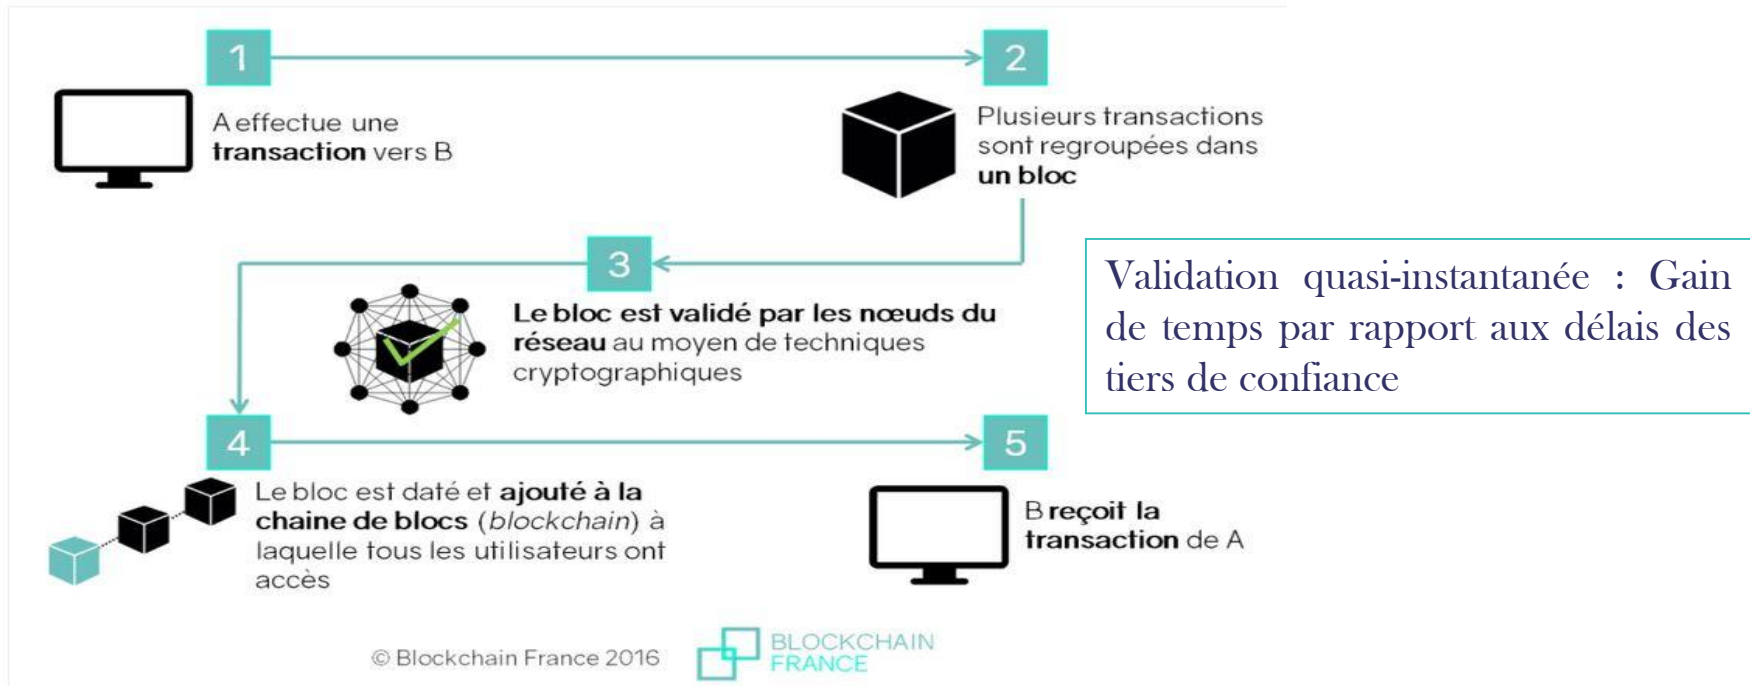 1
2
A effectue une
transaction vers B
Plusieurs transactions
sont regroupées dans
un bloc
3
Le bloc est validé par les nœuds du
réseau au moyen de techniques
cryptographiques
Validation quasi-instantanée : Gain
de temps par rapport aux délais des
tiers de confiance
4
5
Le bloc est daté et ajouté à la
chaine de blocs (blockchain) à
laquelle tous les utilisateurs ont
accès
B reçoit la
transaction de A
© Blockchain France 2016
BLOCKCHAIN
FRANCE